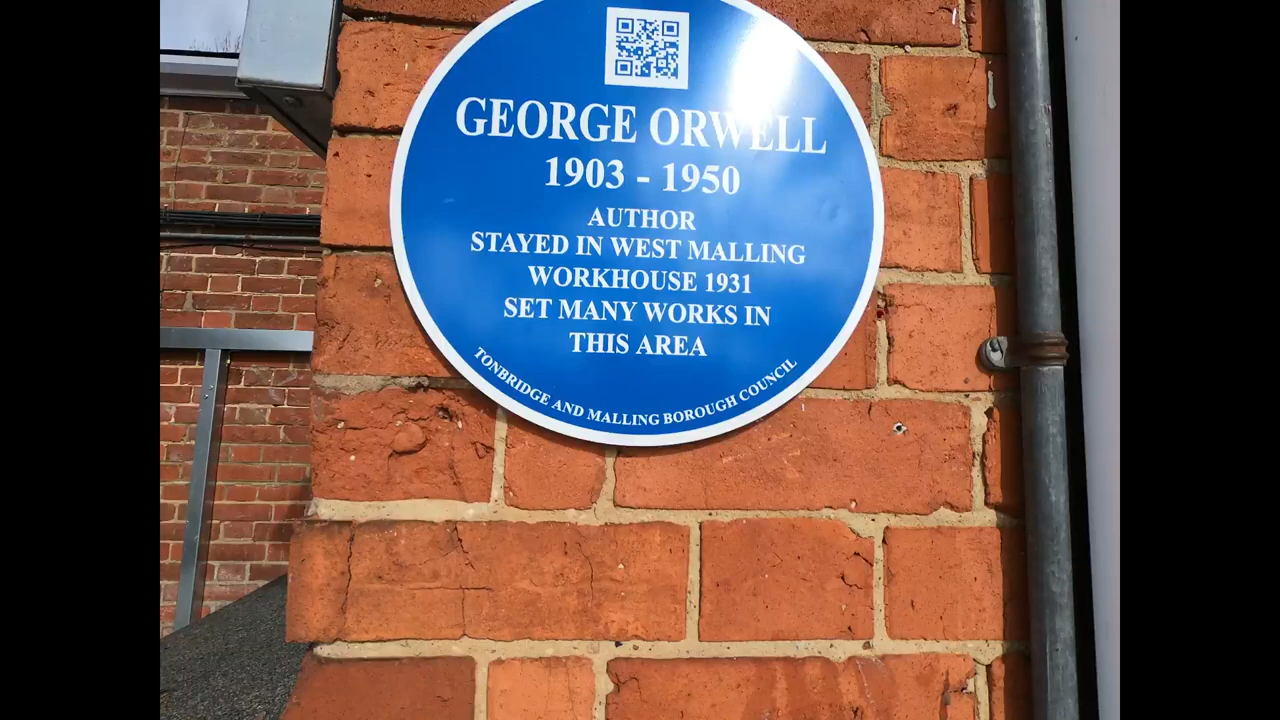 GEORGE ORWELL
1903 - 1950
AUTHOR
STAYED IN WEST MALLING
WORKHOUSE 1931
SET MANY WORKS IN
THIS AREA
TONBRIDGE AND MALLING BOROUGH COUNCIL